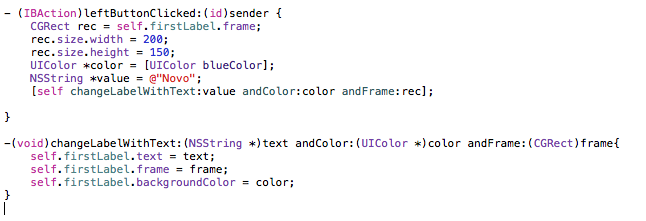 - (IBAction)leftButtonClicked:(id)sender {
    CGRect rec = self.firstLabel.frame;
    rec.size.width = 200;
    rec.size.height = 150;
    UIColor *color = [UIColor blueColor];
    NSString *value = @"Novo";
    [self changeLabelWithText:value andColor:color andFrame:rec];

}

-(void)changeLabelWithText:(NSString *)text andColor:(UIColor *)color andFrame:(CGRect)frame{
    self.firstLabel.text = text;
    self.firstLabel.frame = frame;
    self.firstLabel.backgroundColor = color;
}